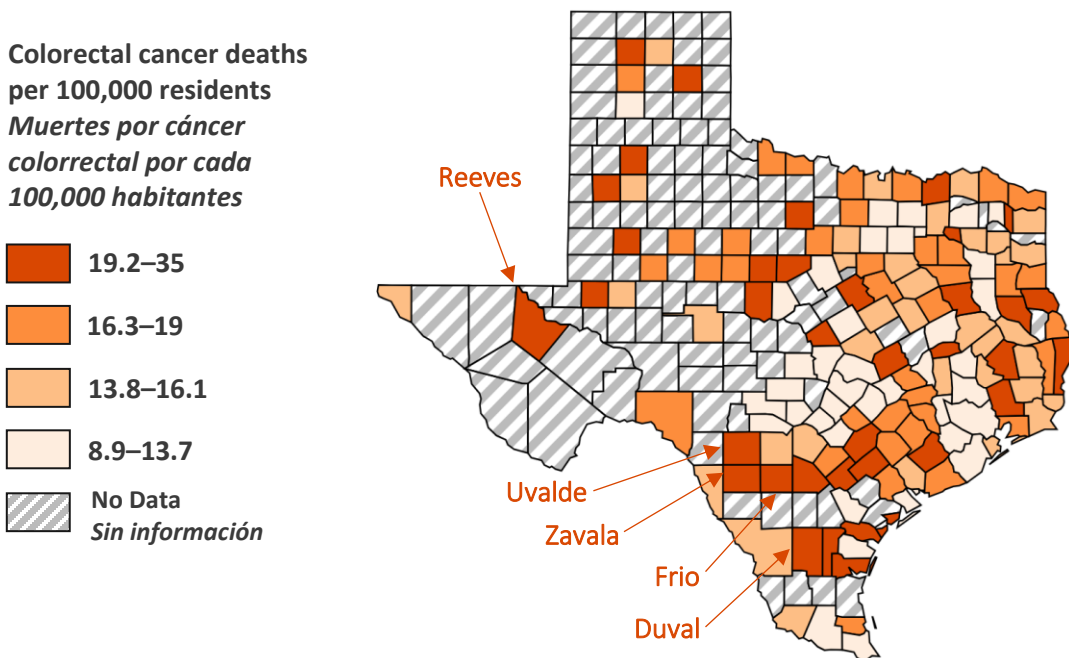 Colorectal cancer deaths
per 100,000 residents
Muertes por cáncer
colorrectal por cada
100,000 habitantes
19.2–35
16.3–19
13.8–16.1
8.9–13.7
No Data
Sin información
Reeves
Uvalde
Zavala
Frio
Duval